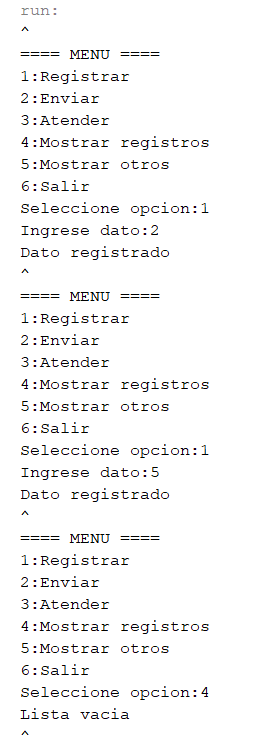 run:
^
==== MENU ====
1:Registrar
2:Enviar
3:Atender
4:Mostrar registros
5:Mostrar otros
6:Salir
Seleccione opcion:1
Ingrese dato:2
Dato registrado
^
==== MENU ====
1:Registrar
2:Enviar
3:Atender
4:Mostrar registros
5:Mostrar otros
6:Salir
Seleccione opcion:1
Ingrese dato:5
Dato registrado
^
==== MENU ====
1:Registrar
2:Enviar
3:Atender
4:Mostrar registros
5:Mostrar otros
6:Salir
Seleccione opcion:4
Lista vacia
^